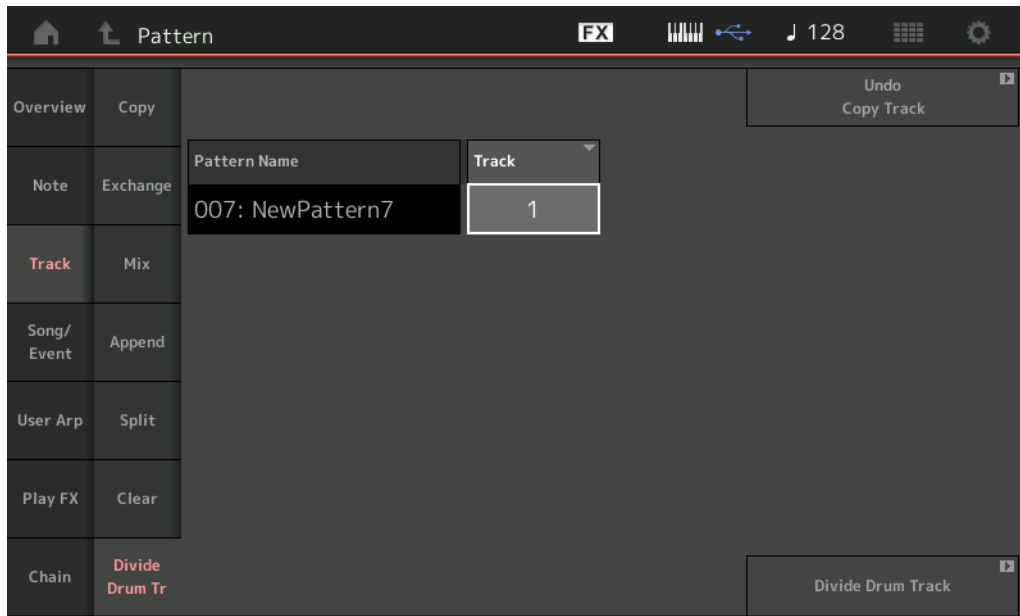 Pattern
FX
♩ 128
Overview
Copy
Undo
Copy Track
Note
Exchange
Pattern Name
Track
007: NewPattern7
1
Track
Mix
Song/
Event
Append
User Arp
Split
Play FX
Clear
Chain
Divide
Drum Tr
Divide Drum Track